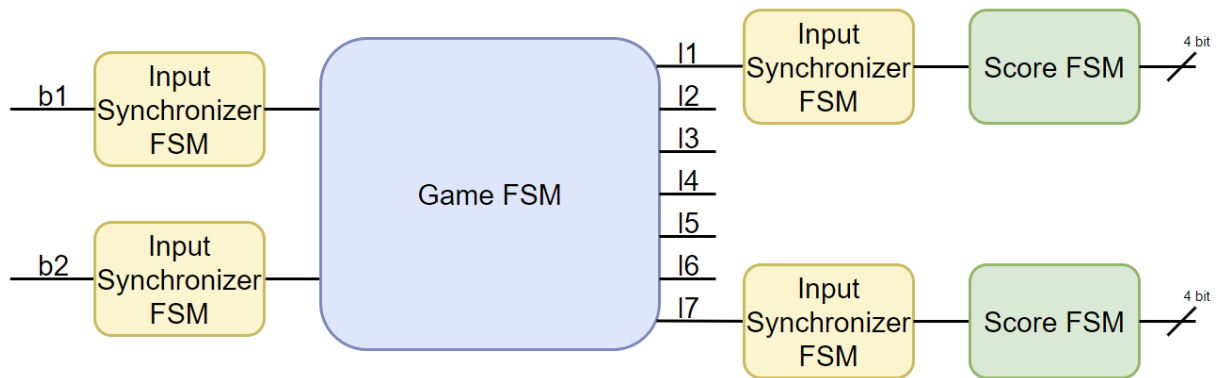 b1
Input
Synchronizer
FSM
b2
Input
Synchronizer
FSM
Game FSM
l1
l2
l3
l4
l5
l6
l7
Input
Synchronizer
FSM
Score FSM
4 bit
Input
Synchronizer
FSM
Score FSM
4 bit